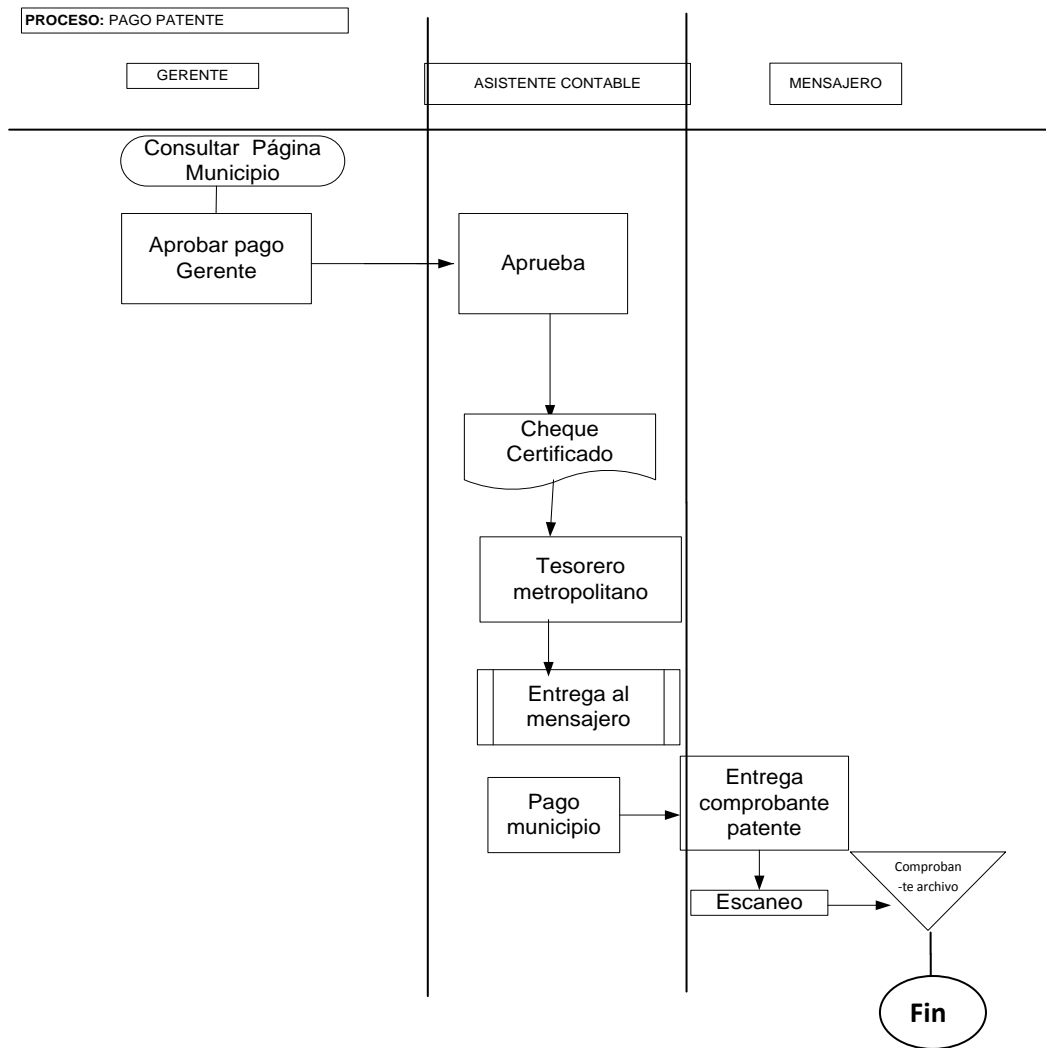 PROCESO: PAGO PATENTE
GERENTE
ASISTENTE CONTABLE
MENSAJERO
Consultar Página
Municipio
Aprobar pago
Gerente
Aprueba
Cheque
Certificado
Tesorero
metropolitano
Entrega al
mensajero
Pago
municipio
Entrega
comprobante
patente
Comproban
-te archivo
Escaneo
Fin